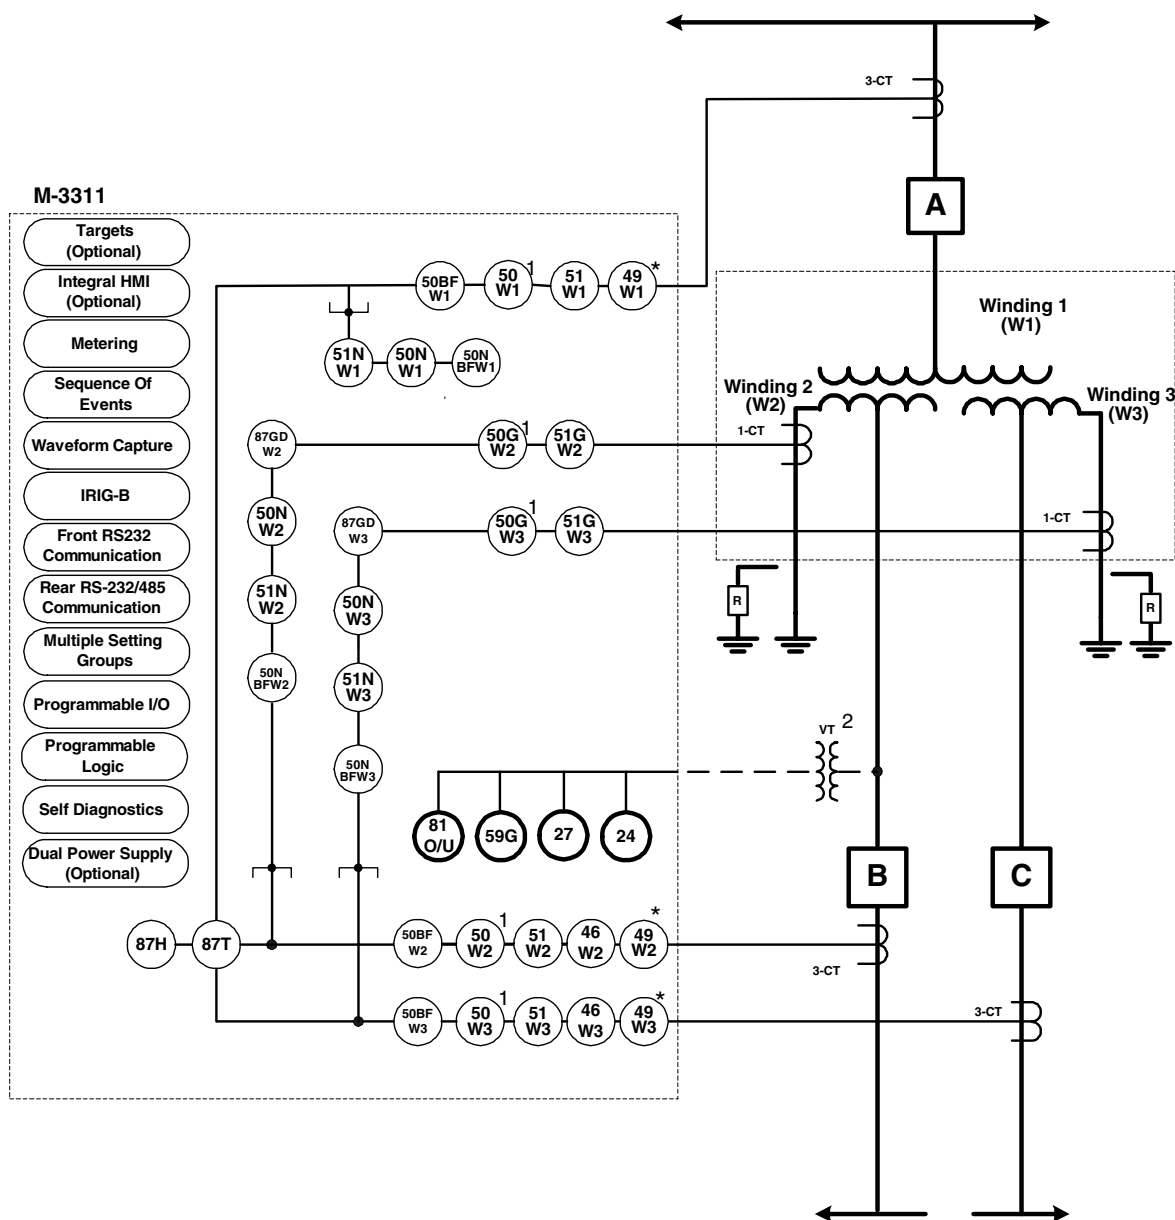 3-CT
A
M-3311
Targets
(Optional)
Integral HMI
(Optional)
Metering
Sequence Of
Events
Waveform Capture
IRIG-B
Front RS232
Communication
Rear RS-232/485
Communication
Multiple Setting
Groups
Programmable I/O
Programmable
Logic
Self Diagnostics
Dual Power Supply
(Optional)
50BF
W1
50
W1
1
51
W1
49
W1
*
51N
W1
50N
W1
50N
BFW1
Winding 1
(W1)
Winding 2
(W2)
Winding 3
(W3)
87GD
W2
50G
W2
1
51G
W2
1-CT
50N
W2
87GD
W3
50G
W3
1
51G
W3
1-CT
51N
W2
50N
W3
R
R
50N
BFW2
51N
W3
50N
BFW3
VT 2
81
O/U
59G
27
24
B
C
87H
87T
50BF
W2
50
W2
1
51
W2
46
W2
49
W2
*
3-CT
50BF
W3
50
W3
1
51
W3
46
W3
49
W3
*
3-CT